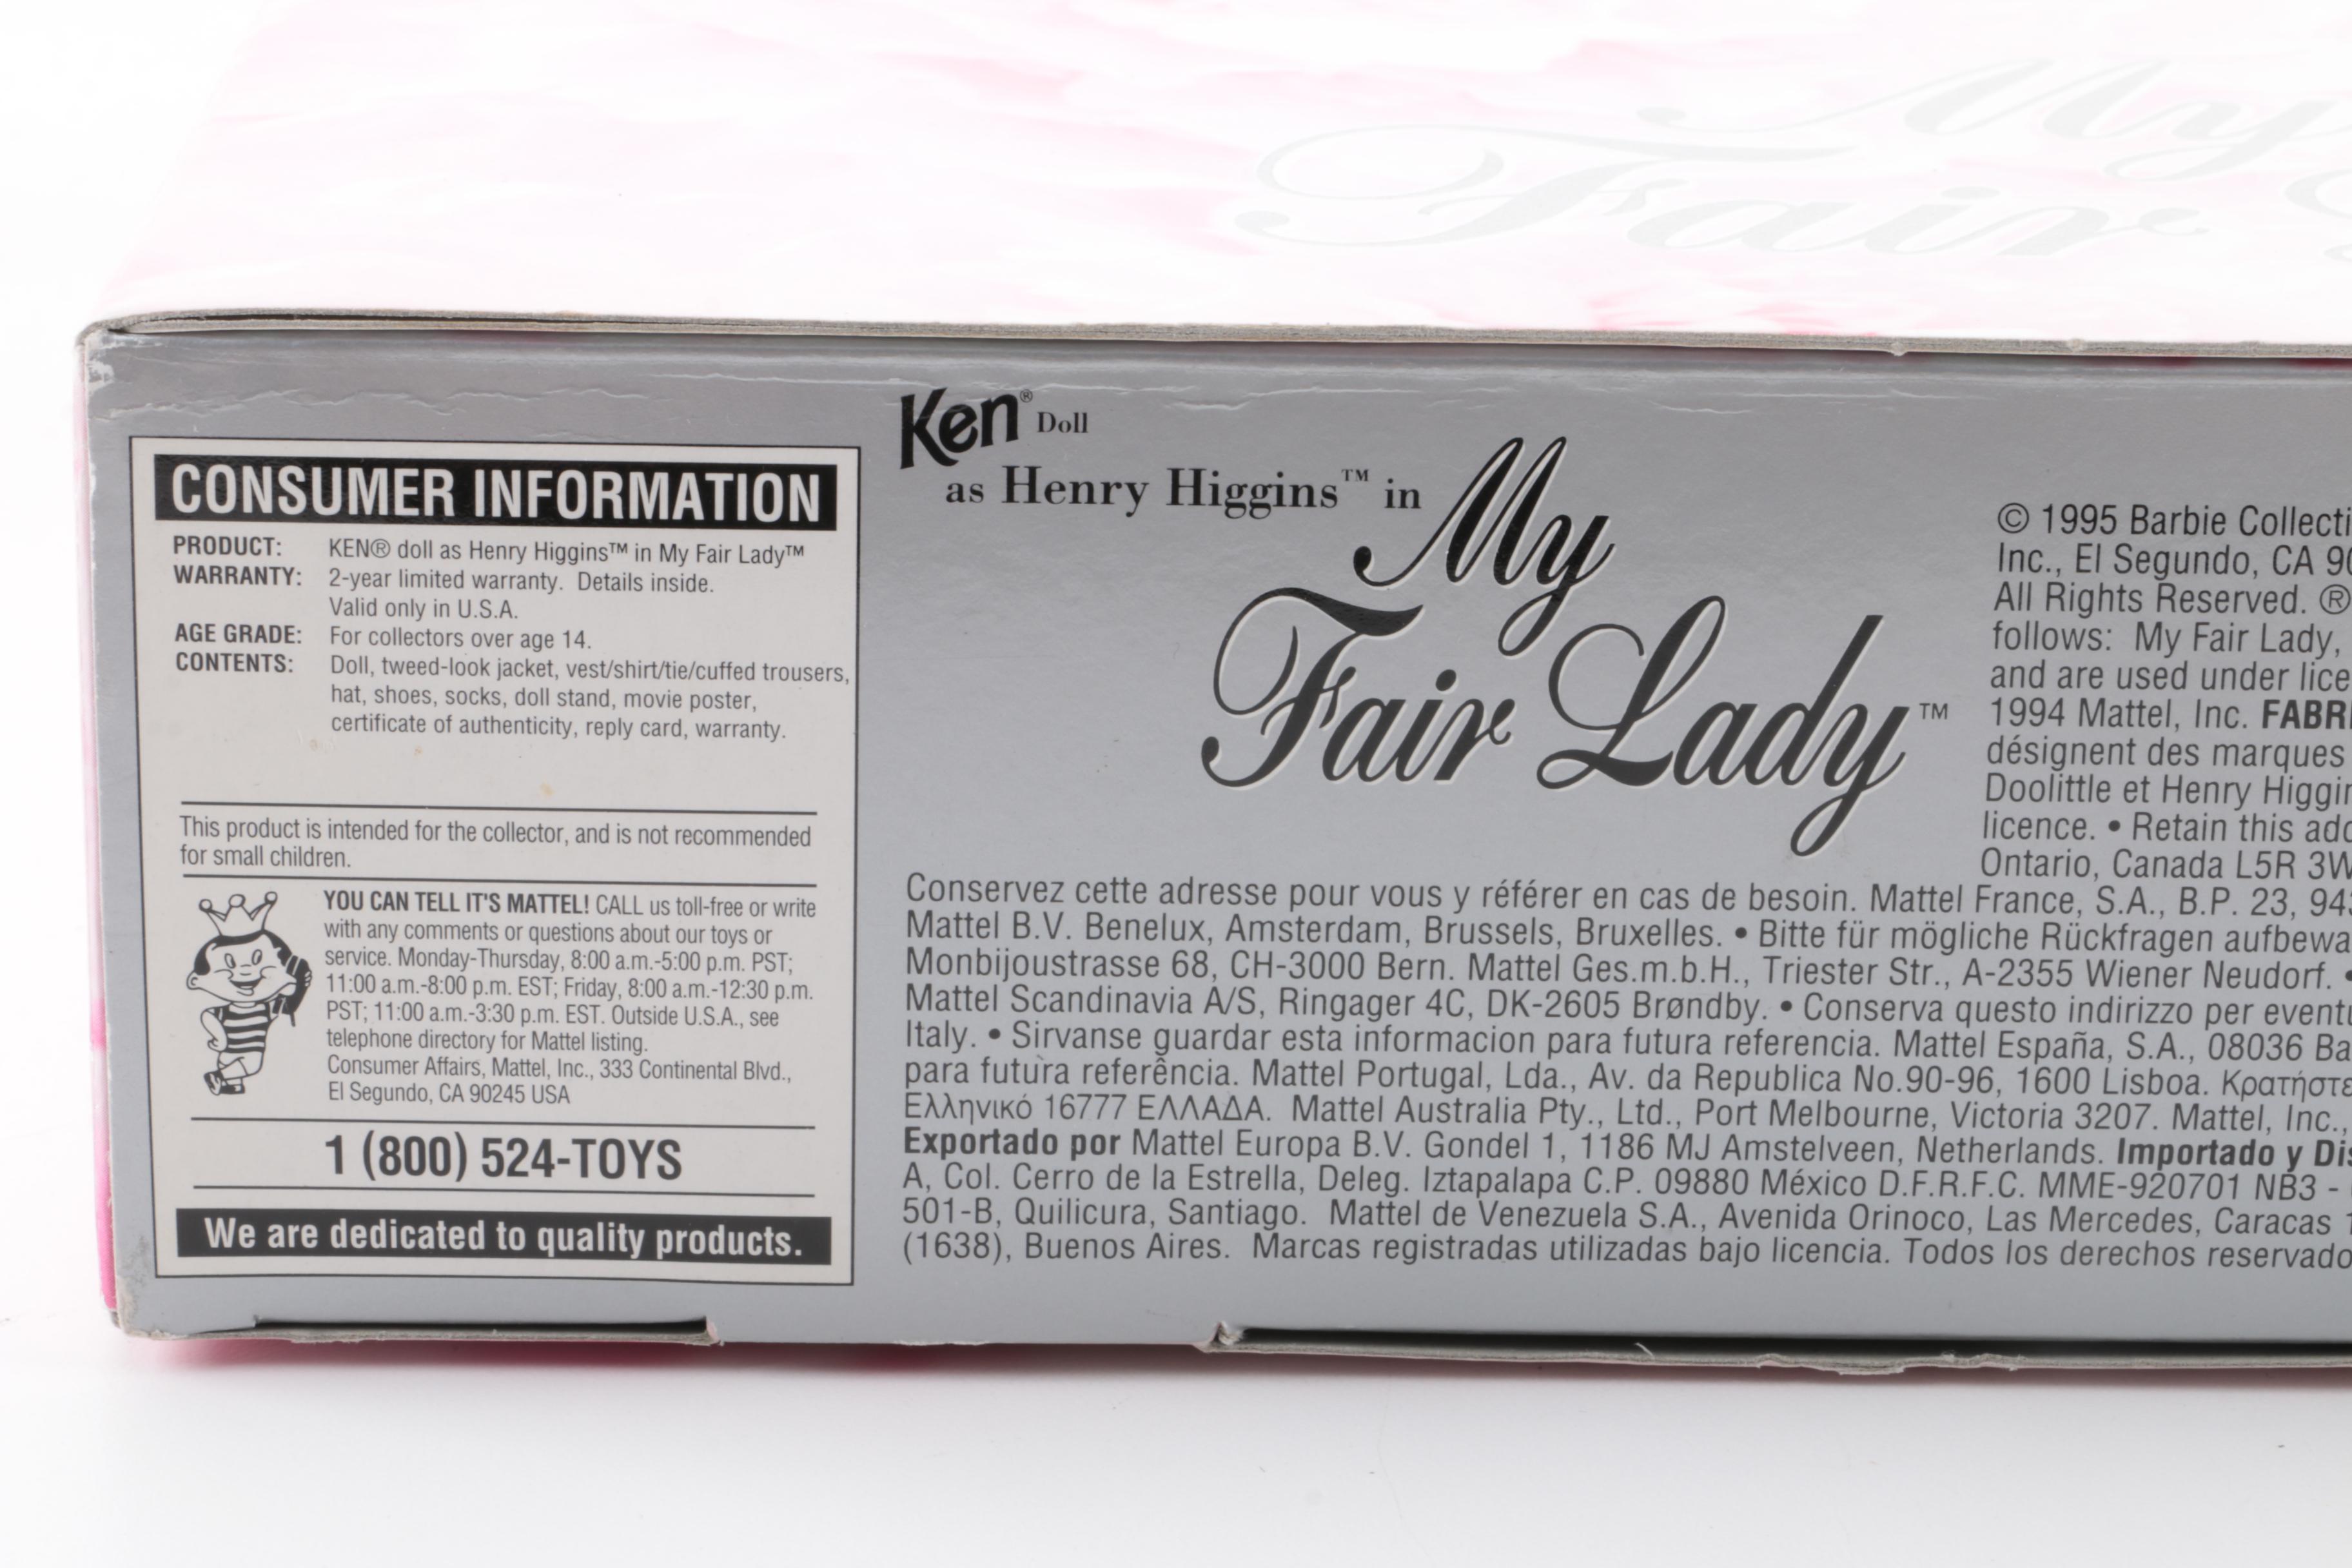 My
Fair
CONSUMER INFORMATION
PRODUCT: KEN® doll as Henry Higgins™ in My Fair Lady™
WARRANTY: 2-year limited warranty. Details inside.
Valid only in U.S.A.
AGE GRADE: For collectors over age 14.
CONTENTS: Doll, tweed-look jacket, vest/shirt/tie/cuffed trousers,
hat, shoes, socks, doll stand, movie poster,
certificate of authenticity, reply card, warranty.
This product is intended for the collector, and is not recommended
for small children.
YOU CAN TELL IT'S MATTEL! CALL us toll-free or write
with any comments or questions about our toys or
service. Monday-Thursday, 8:00 a.m.-5:00 p.m. PST;
11:00 a.m.-8:00 p.m. EST; Friday, 8:00 a.m.-12:30 p.m.
PST; 11:00 a.m.-3:30 p.m. EST. Outside U.S.A., see
telephone directory for Mattel listing.
Consumer Affairs, Mattel, Inc., 333 Continental Blvd.,
El Segundo, CA 90245 USA
1 (800) 524-TOYS
We are dedicated to quality products.
Ken® Doll
as Henry Higgins™ in
My
Fair Lady™
© 1995 Barbie Collecti
Inc., El Segundo, CA 90
All Rights Reserved. ®
follows: My Fair Lady,
and are used under lice
1994 Mattel, Inc. FABRI
désignent des marques
Doolittle et Henry Higgin
licence. • Retain this add
Ontario, Canada L5R 3W
Conservez cette adresse pour vous y référer en cas de besoin. Mattel France, S.A., B.P. 23, 943
Mattel B.V. Benelux, Amsterdam, Brussels, Bruxelles. • Bitte für mögliche Rückfragen aufbewa
Monbijoustrasse 68, CH-3000 Bern. Mattel Ges.m.b.H., Triester Str., A-2355 Wiener Neudorf. •
Mattel Scandinavia A/S, Ringager 4C, DK-2605 Brøndby. • Conserva questo indirizzo per eventu
Italy. • Sirvanse guardar esta informacion para futura referencia. Mattel España, S.A., 08036 Ba
para futura referência. Mattel Portugal, Lda., Av. da Republica No.90-96, 1600 Lisboa. Κρατήστε
Ελληνικό 16777 ΕΛΛΑΔΑ. Mattel Australia Pty., Ltd., Port Melbourne, Victoria 3207. Mattel, Inc.,
Exportado por Mattel Europa B.V. Gondel 1, 1186 MJ Amstelveen, Netherlands. Importado y Dis
A, Col. Cerro de la Estrella, Deleg. Iztapalapa C.P. 09880 México D.F.R.F.C. MME-920701 NB3 -
501-B, Quilicura, Santiago. Mattel de Venezuela S.A., Avenida Orinoco, Las Mercedes, Caracas 1
(1638), Buenos Aires. Marcas registradas utilizadas bajo licencia. Todos los derechos reservado